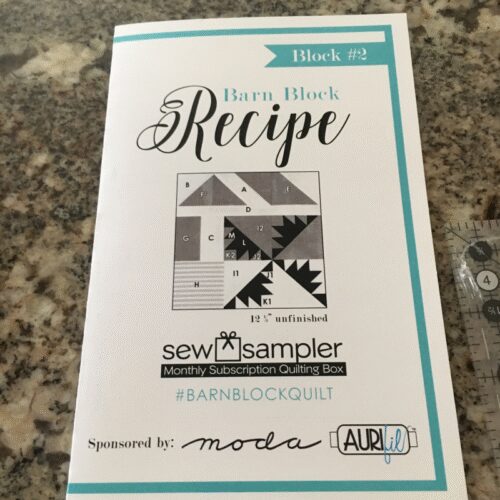 Block #2
Barn Block
Recipe
B
A
E
F
D
G
C
M
I2
L
K2
J2
H
I1
J1
K1
12 ½" unfinished
sew sampler
Monthly Subscription Quilting Box
#BARNBLOCKQUILT
Sponsored by: moda AURIfil
4